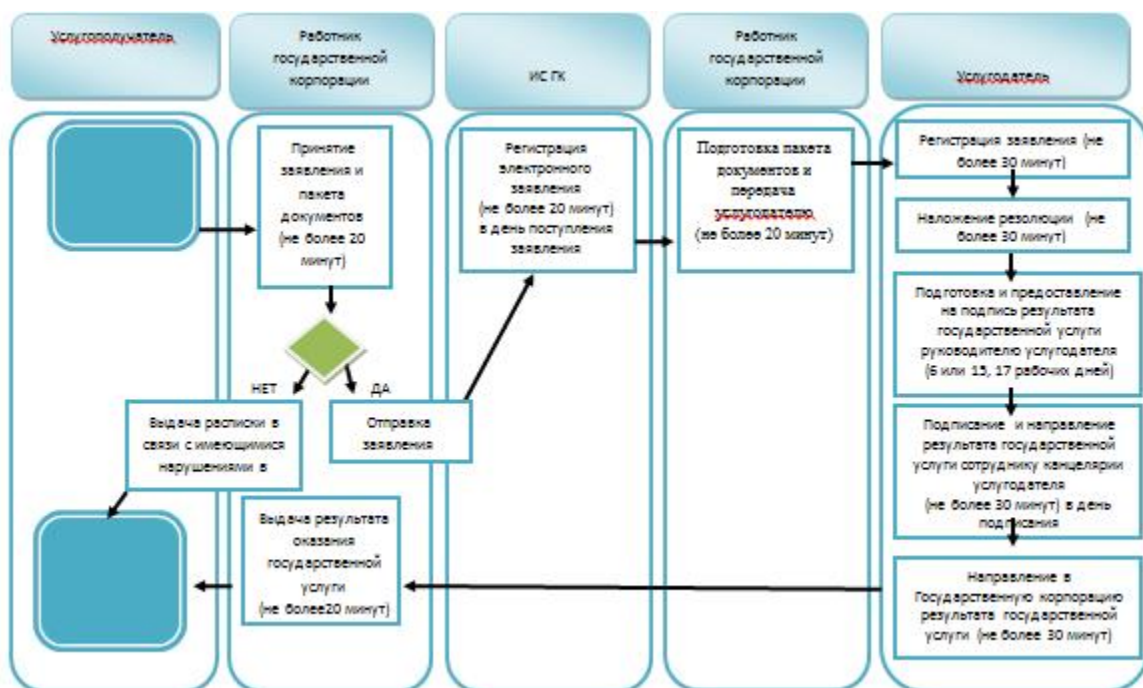 Услугополучатель
Работник
государственной
корпорации
ИС ГК
Работник
государственной
корпорации
Услугодатель
Принятие
заявления и
пакета
документов
(не более 20
минут)
Регистрация
электронного
заявления
(не более 20 минут)
в день поступления
заявления
Подготовка пакета
документов и
передача
услугодателю
(не более 20 минут)
Регистрация заявления (не
более 30 минут)
Наложение резолюции (не
более 30 минут)
Подготовка и предоставление
на подпись результата
государственной услуги
руководителю услугодателя
(6 или 13, 17 рабочих дней)
НЕТ
ДА
Выдача расписки в
связи с имеющимися
нарушениями в
Отправка
заявления
Подписание и направление
результата государственной
услуги сотруднику канцелярии
услугодателя
(не более 30 минут) в день
подписания
Выдача результата
оказания
государственной
услуги
(не более20 минут)
Направление в
Государственную корпорацию
результата государственной
услуги (не более 30 минут)